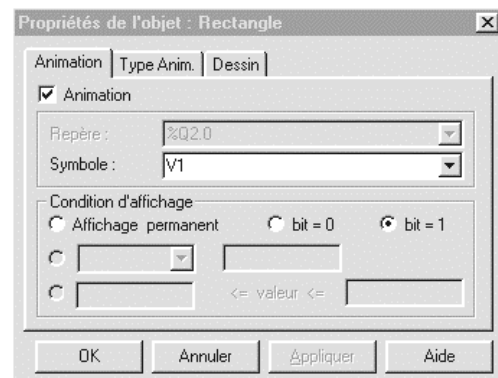 Propriétés de l'objet : Rectangle
Animation Type Anim. Dessin
Animation
Repère : %Q2.0
Symbole : V1
Condition d'affichage
Affichage permanent bit = 0 bit = 1
<= valeur <=
OK Annuler Appliquer Aide